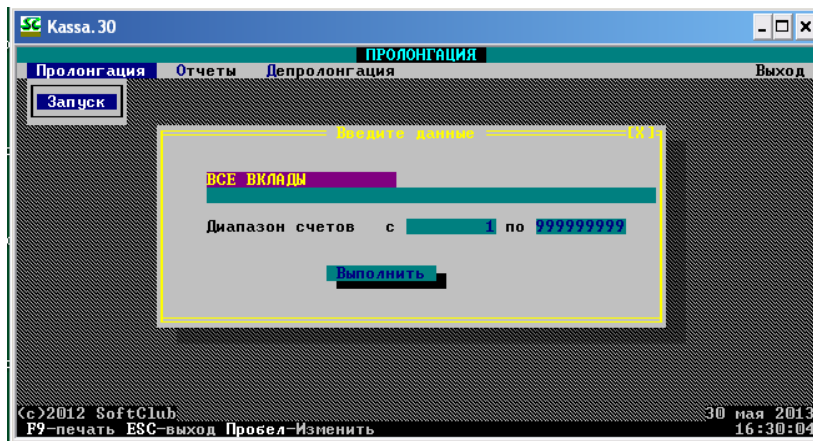 SC Kassa.30
ПРОЛОНГАЦИЯ
Пролонгация Отчеты Депролонгация Выход
Запуск
Введите данные [X]
ВСЕ ВКЛАДЫ
Диапазон счетов с 1 по 999999999
Выполнить
(c)2012 SoftClub 30 мая 2013
F9-печать ESC-выход Пробел-Изменить 16:30:04